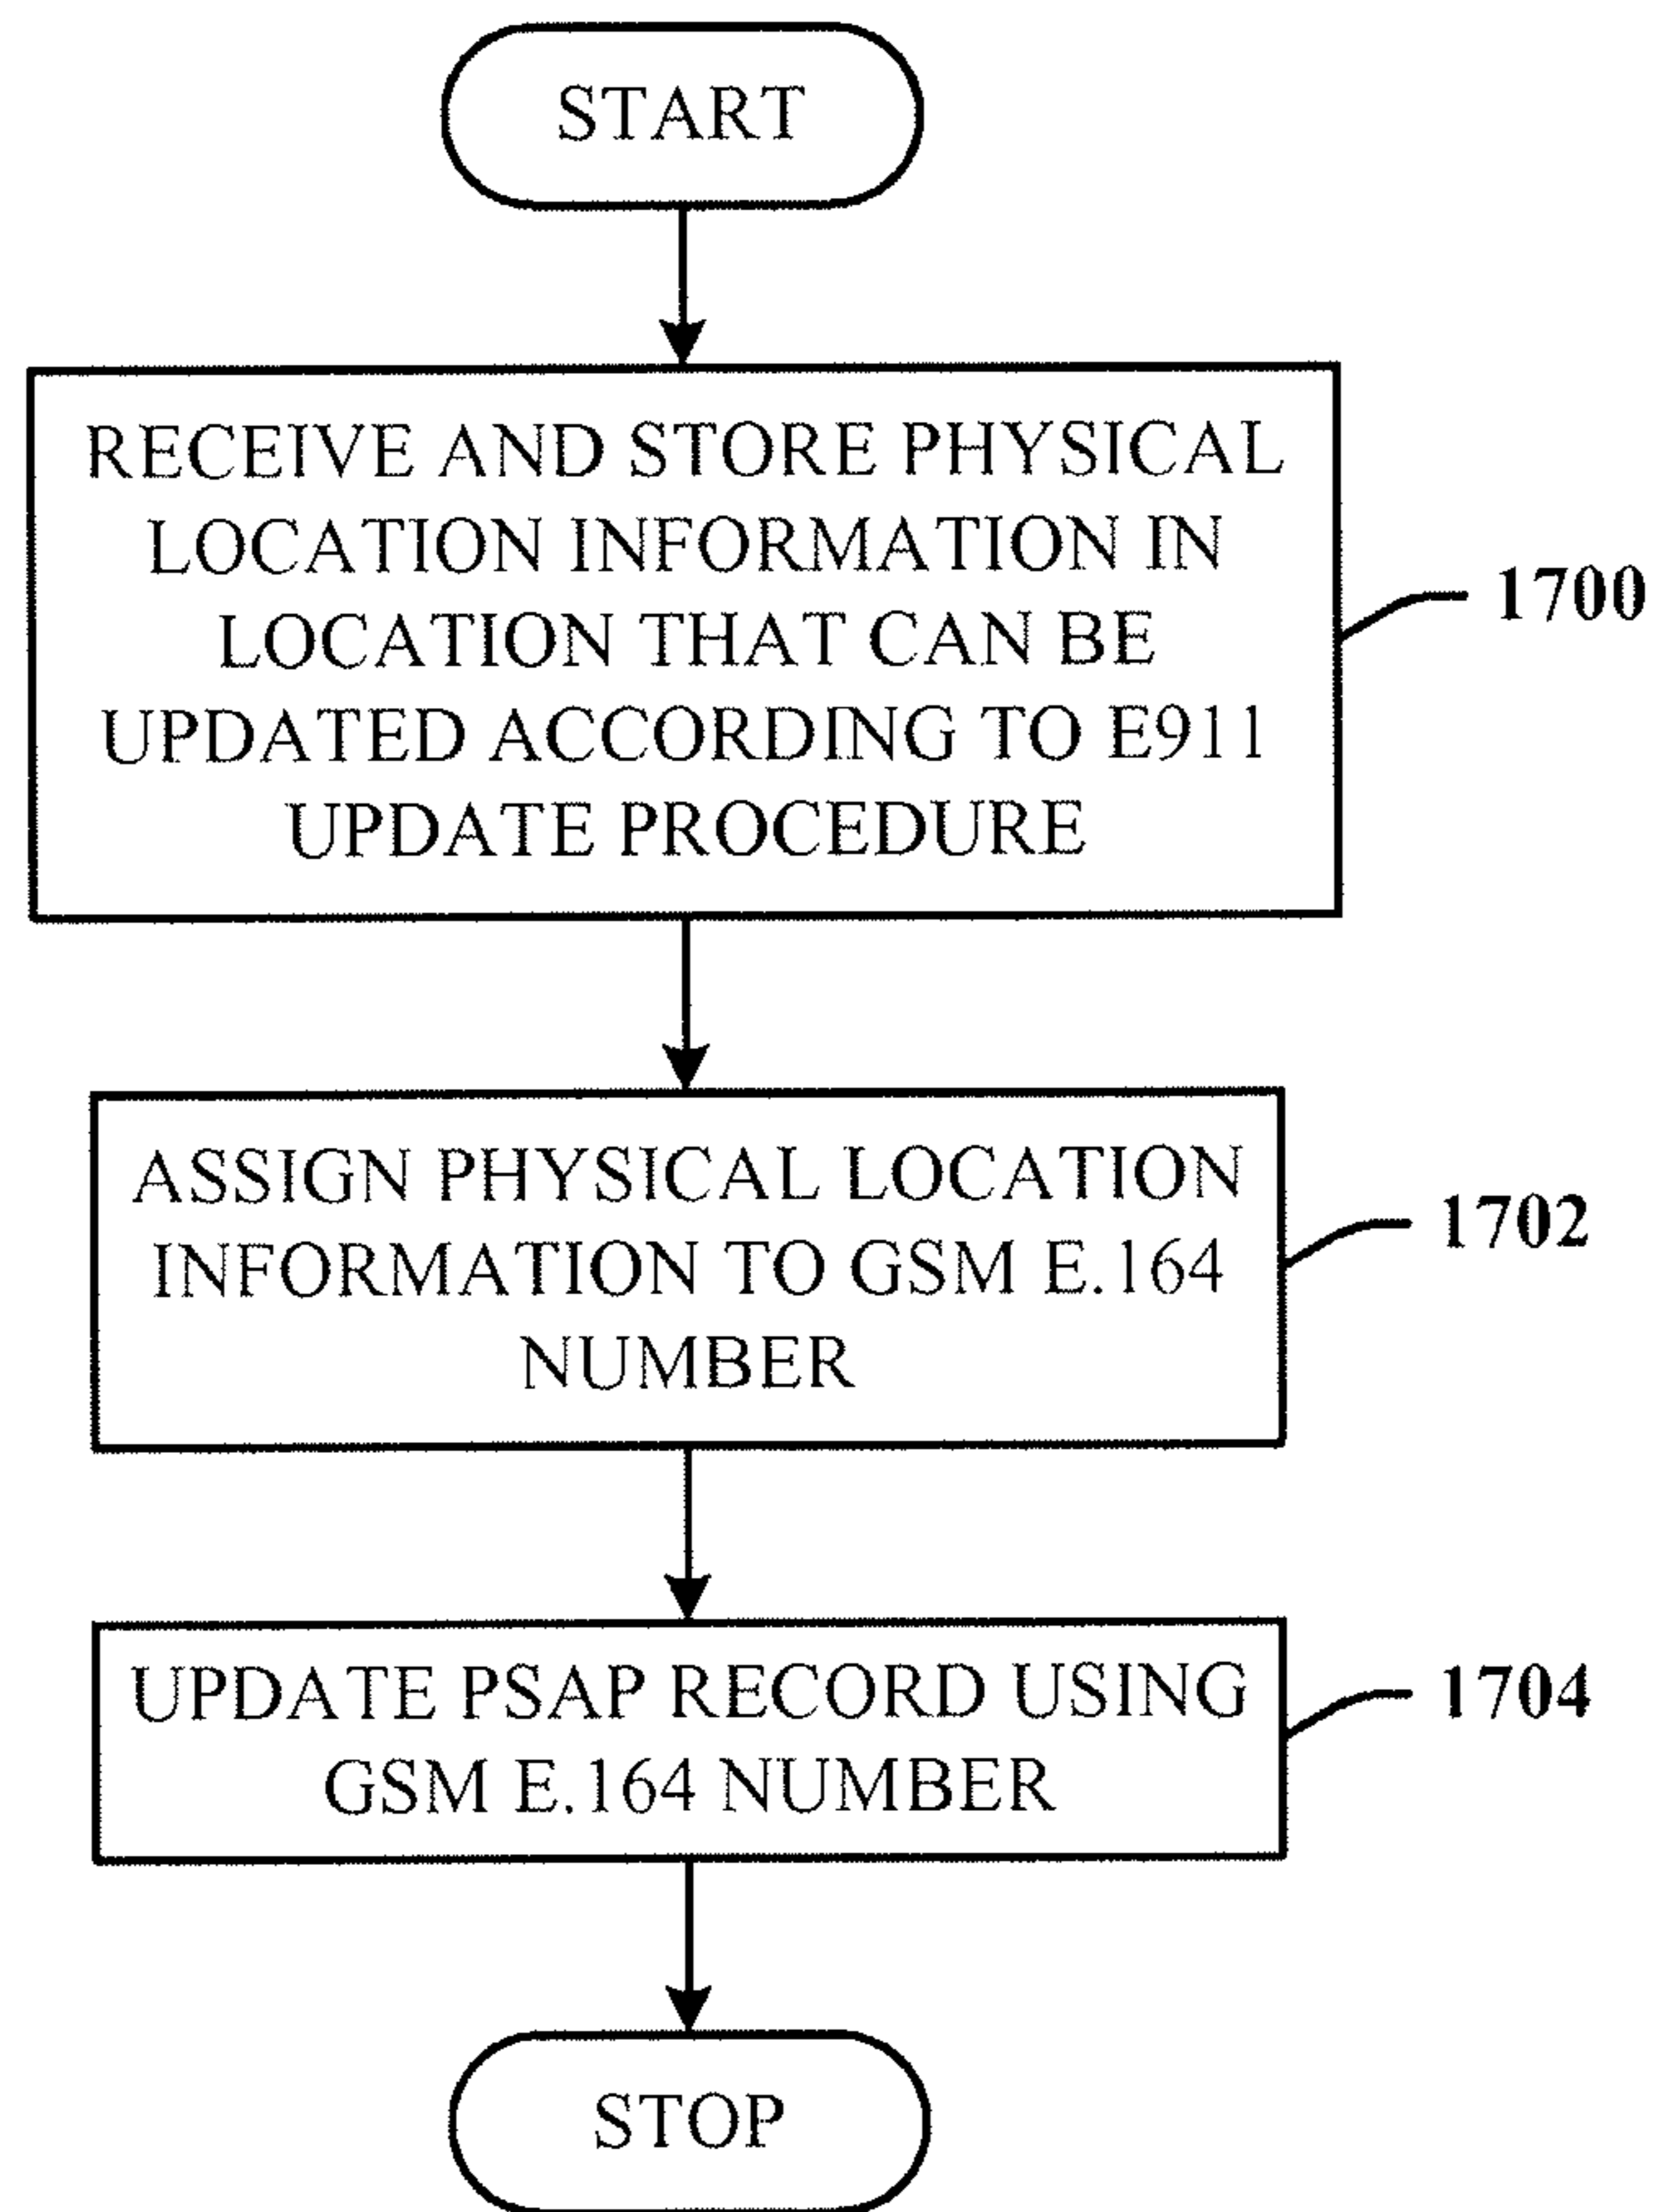 START
RECEIVE AND STORE PHYSICAL
LOCATION INFORMATION IN
LOCATION THAT CAN BE
UPDATED ACCORDING TO E911
UPDATE PROCEDURE
1700
ASSIGN PHYSICAL LOCATION
INFORMATION TO GSM E.164
NUMBER
1702
UPDATE PSAP RECORD USING
GSM E.164 NUMBER
1704
STOP